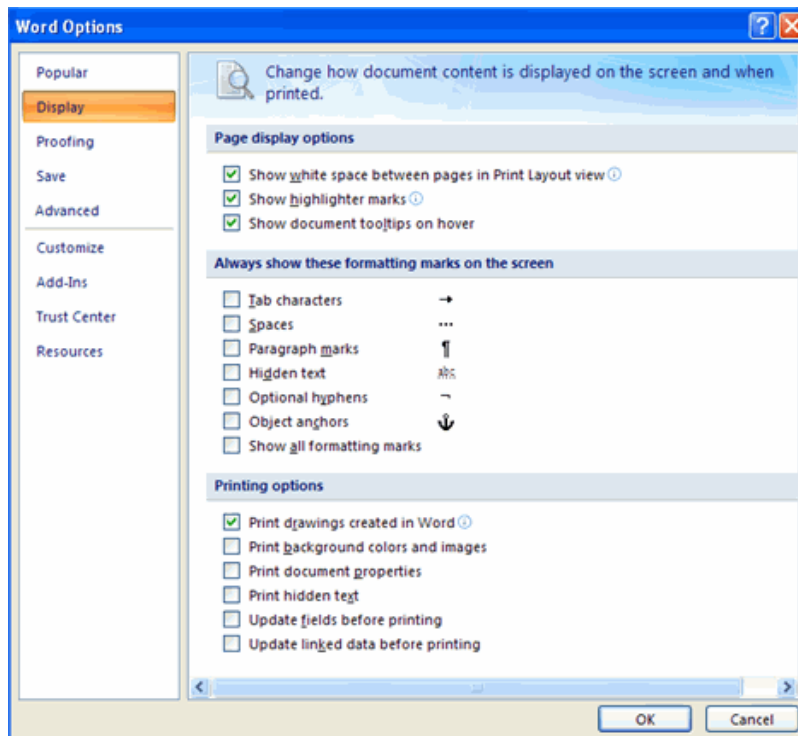 Word Options
Popular
Display
Proofing
Save
Advanced
Customize
Add-Ins
Trust Center
Resources
Change how document content is displayed on the screen and when
printed.
Page display options
Show white space between pages in Print Layout view
Show highlighter marks
Show document tooltips on hover
Always show these formatting marks on the screen
Tab characters →
Spaces ...
Paragraph marks ¶
Hidden text abc
Optional hyphens ¬
Object anchors
Show all formatting marks
Printing options
Print drawings created in Word
Print background colors and images
Print document properties
Print hidden text
Update fields before printing
Update linked data before printing
OK Cancel